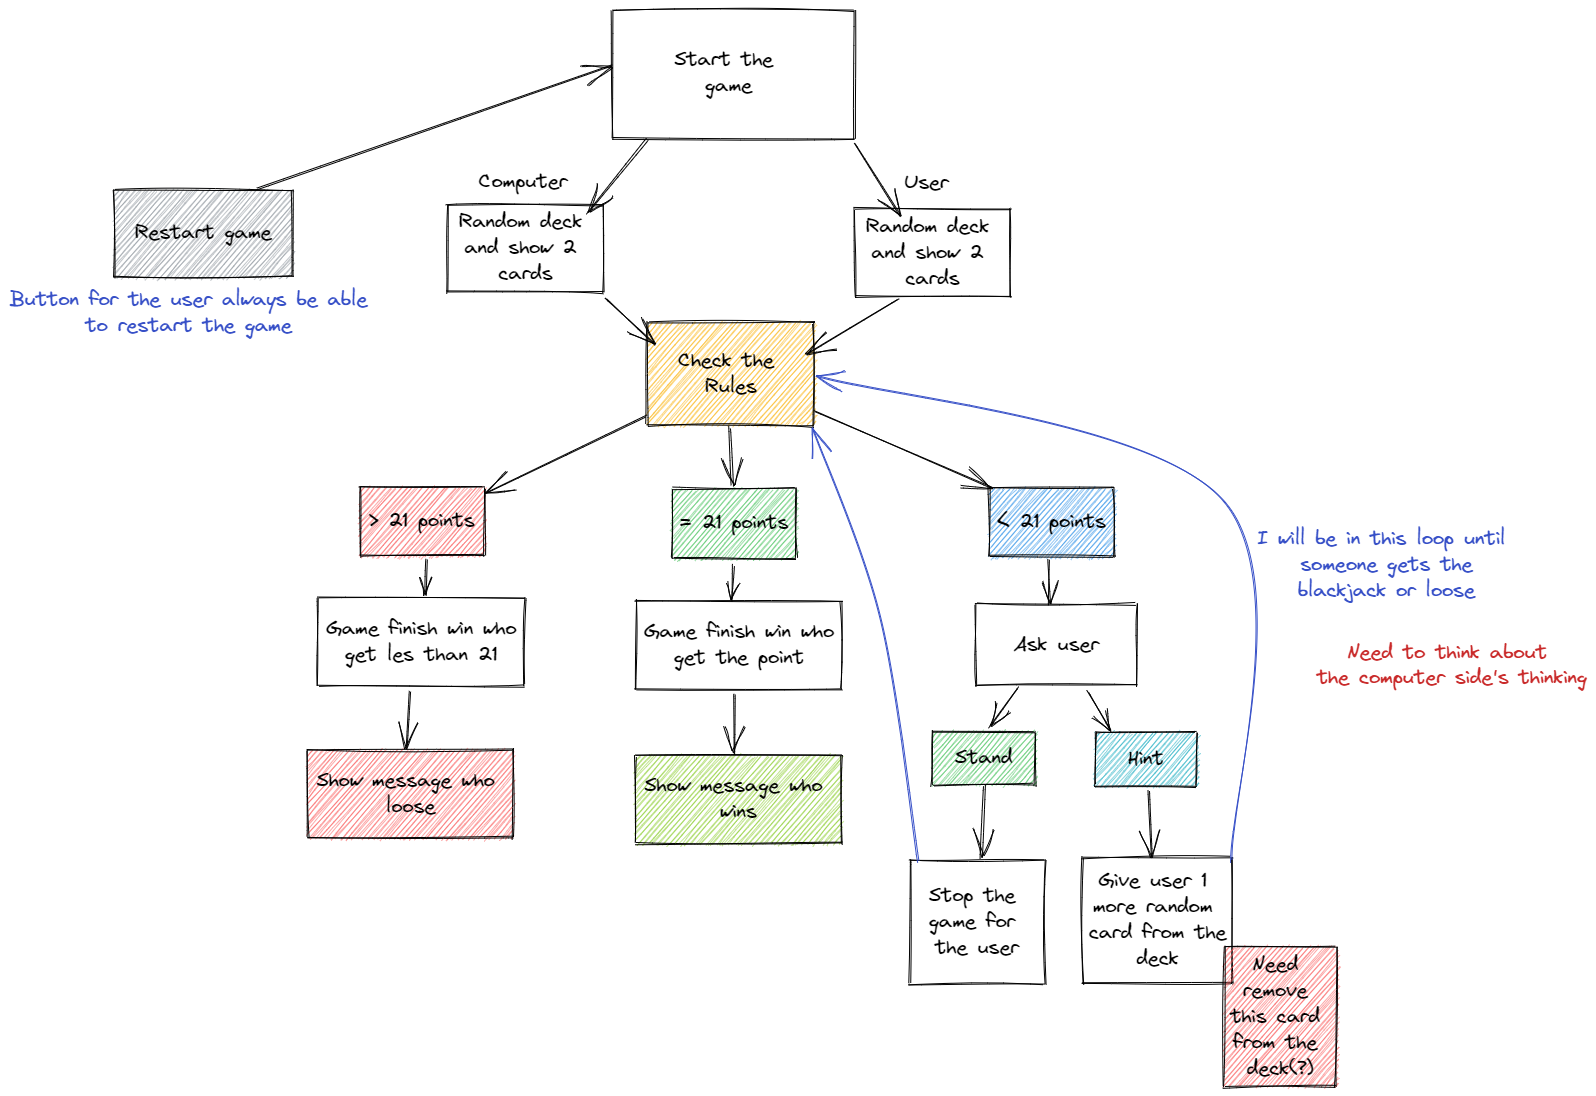 Start the
game
Computer
User
Restart game
Random deck
and show 2
cards
Random deck
and show 2
cards
Button for the user always be able
to restart the game
Check the
Rules
> 21 points
= 21 points
< 21 points
I will be in this loop until
someone gets the
blackjack or loose
Game finish win who
get les than 21
Game finish win who
get the point
Ask user
Need to think about
the computer side's thinking
Show message who
loose
Show message who
wins
Stand
Hint
Stop the
game for
the user
Give user 1
more random
card from the
deck
Need
remove
this card
from the
deck(?)